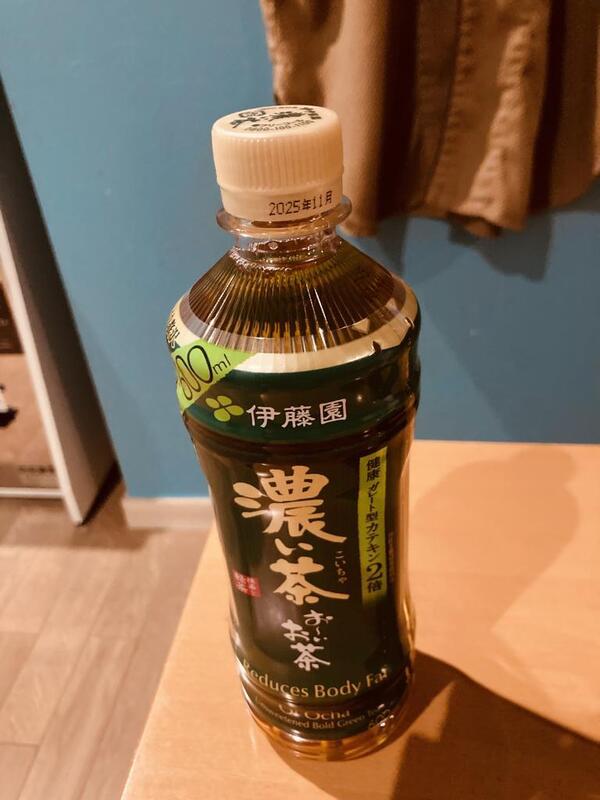 2025年11月
600ml
伊藤園
健康 ガレート型カテキン2倍
濃い茶
こいちゃ
お～いお茶
Reduces Body Fat
Oi Ocha
Unsweetened Bold Green Tea